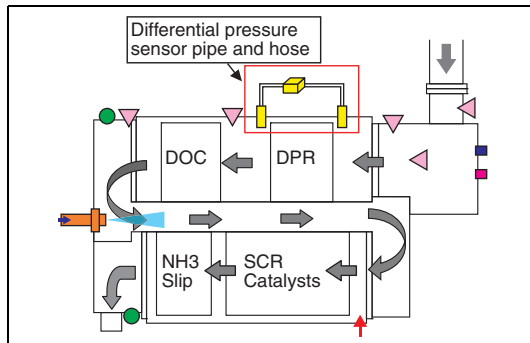 Differential pressure
sensor pipe and hose
DOC
DPR
NH3
Slip
SCR
Catalysts